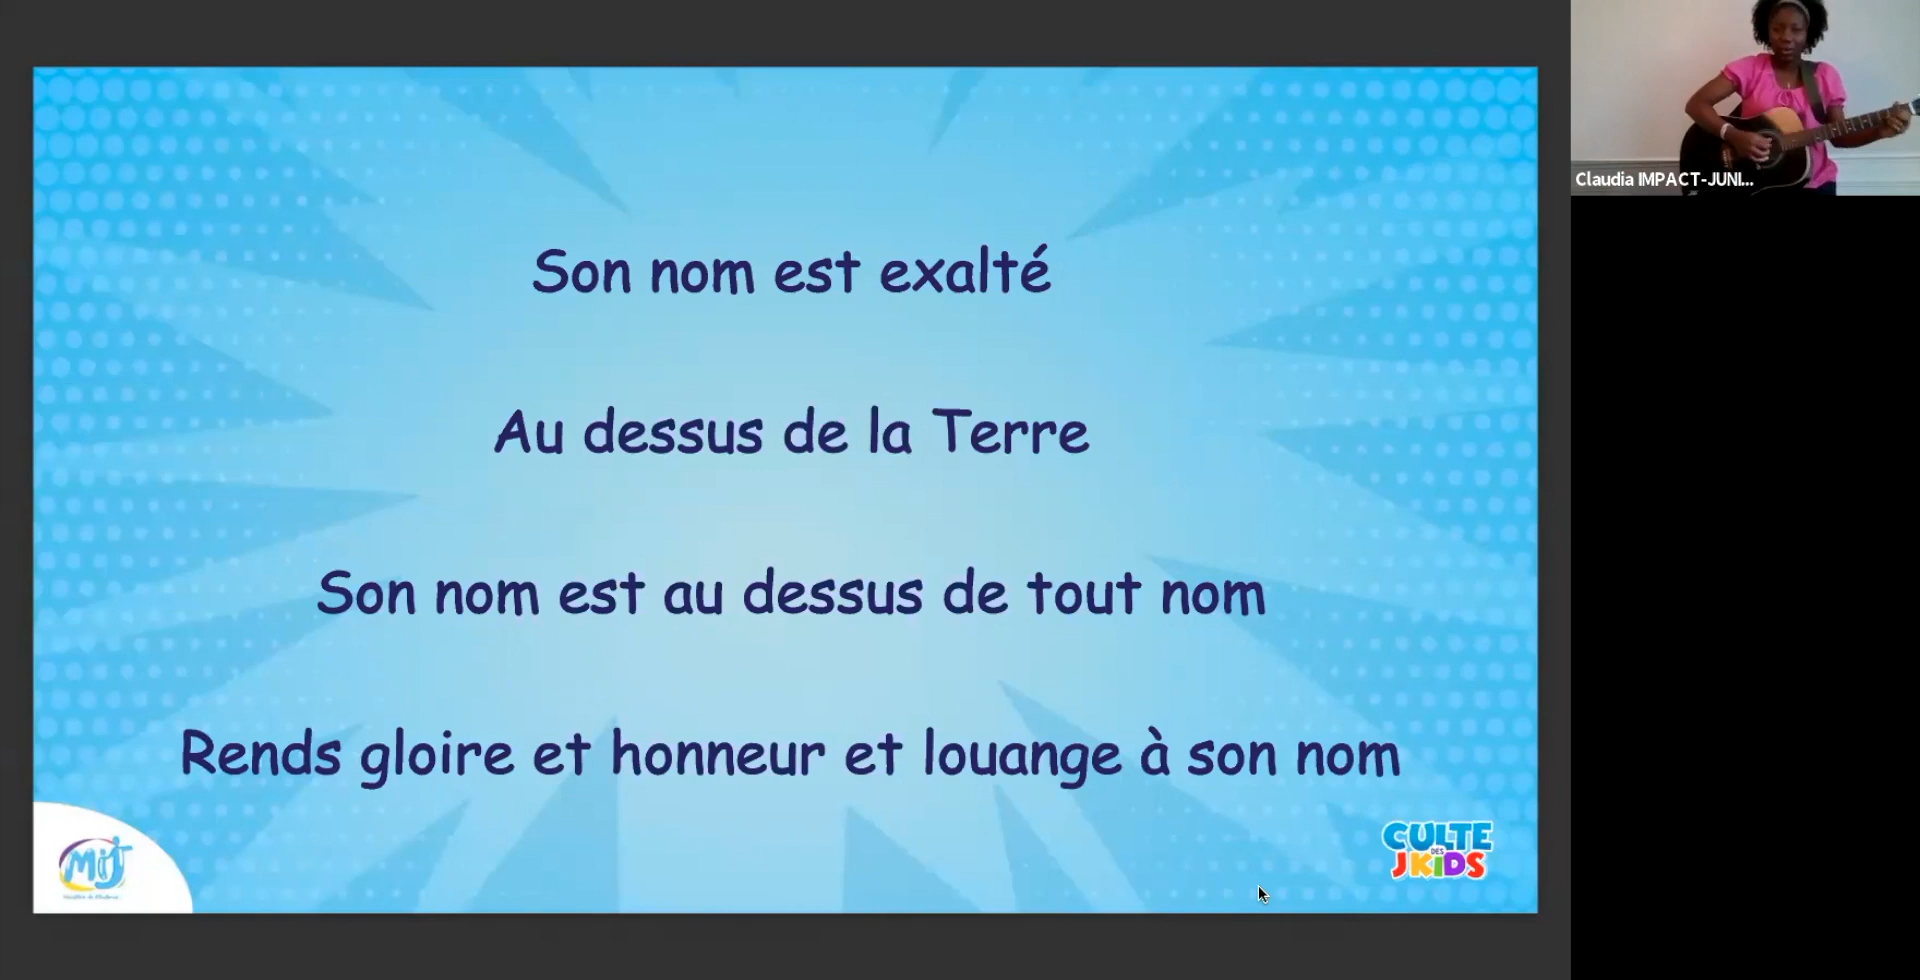 Son nom est exalté
Au dessus de la Terre
Son nom est au dessus de tout nom
Rends gloire et honneur et louange à son nom
MIJ
CULTE
DES
JKIDS
Claudia IMPACT-JUNI...